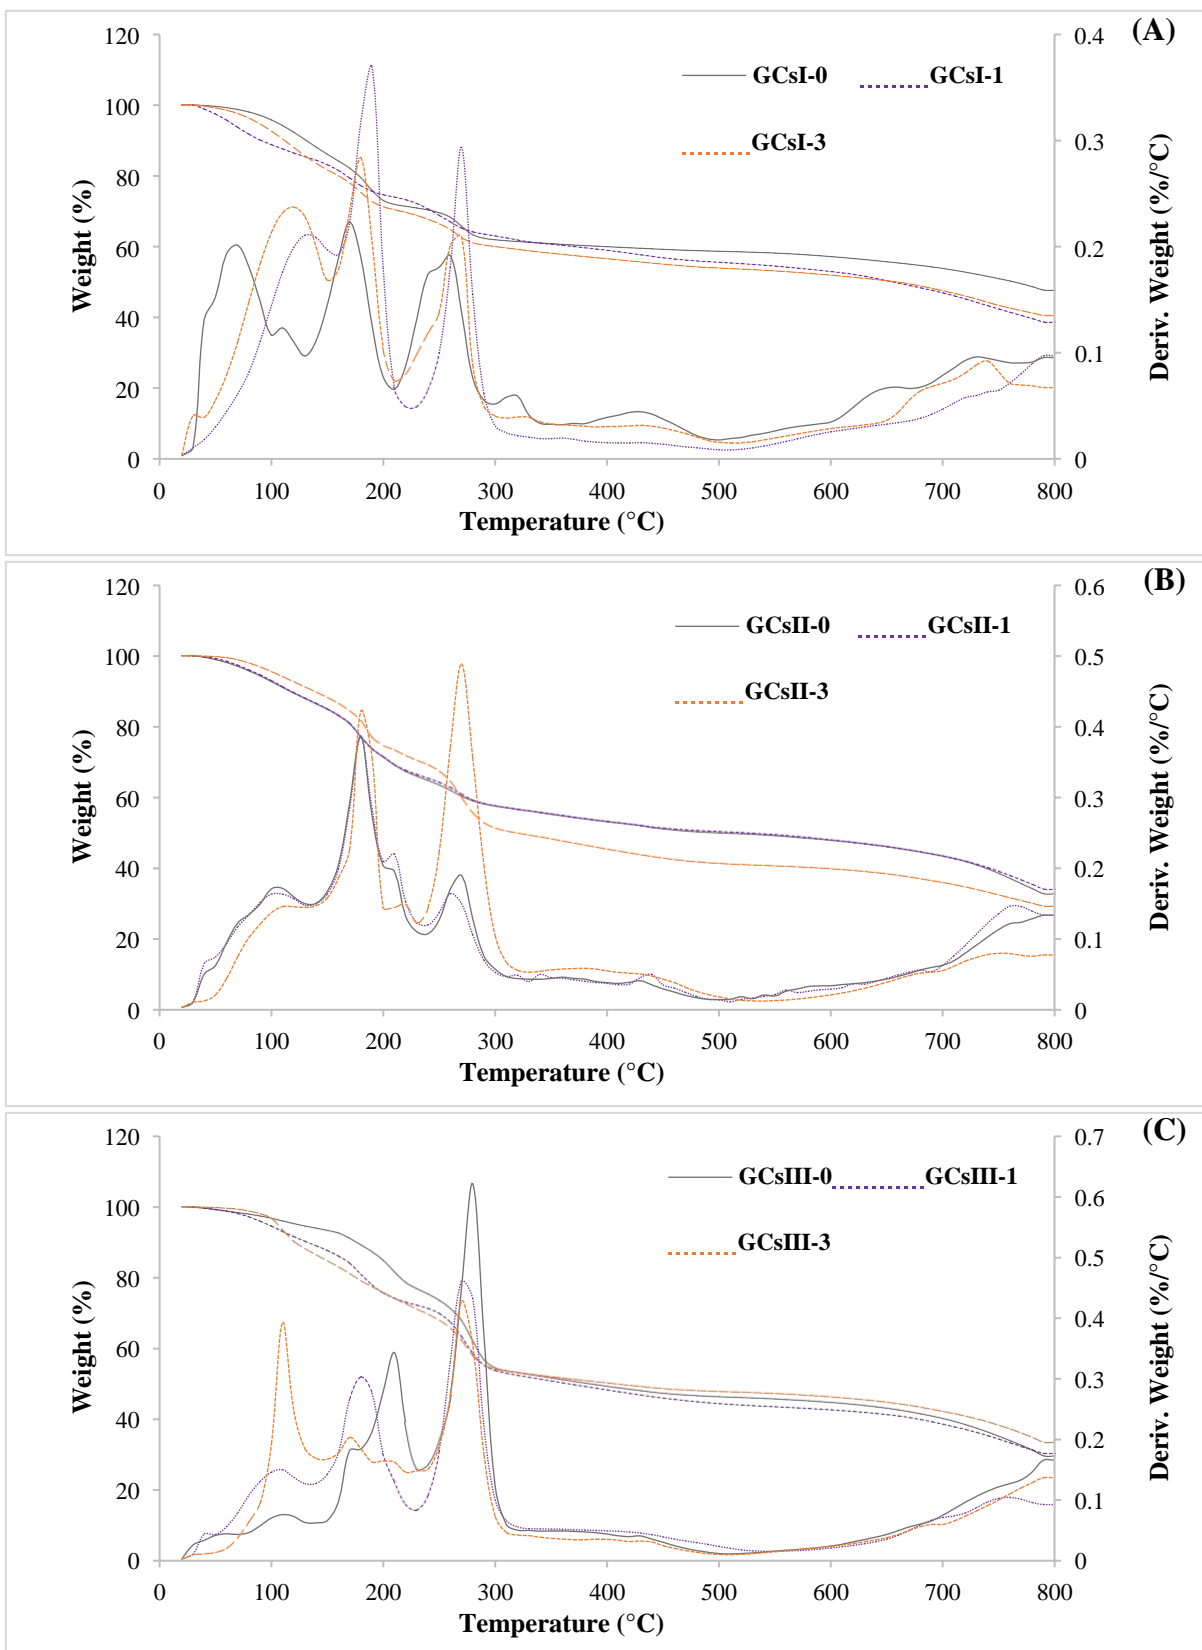 (A)
120
100
80
60
40
20
0
Weight (%)
0.4
0.3
0.2
0.1
0
Deriv. Weight (%/°C)
GCsI-0
GCsI-1
GCsI-3
0 100 200 300 400 500 600 700 800
Temperature (°C)
(B)
120
100
80
60
40
20
0
Weight (%)
0.6
0.5
0.4
0.3
0.2
0.1
0
Deriv. Weight (%/°C)
GCsII-0
GCsII-1
GCsII-3
0 100 200 300 400 500 600 700 800
Temperature (°C)
(C)
120
100
80
60
40
20
0
Weight (%)
0.7
0.6
0.5
0.4
0.3
0.2
0.1
0
Deriv. Weight (%/°C)
GCsIII-0
GCsIII-1
GCsIII-3
0 100 200 300 400 500 600 700 800
Temperature (°C)